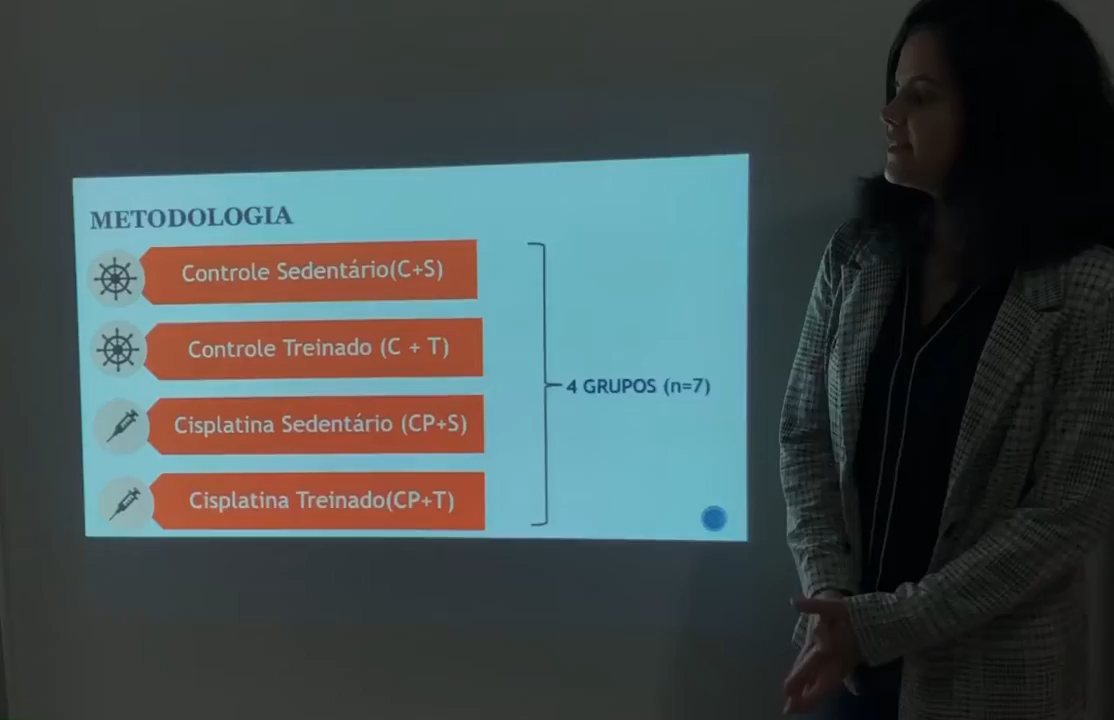 METODOLOGIA
Controle Sedentário(C+S)
Controle Treinado (C + T)
Cisplatina Sedentário (CP+S)
Cisplatina Treinado(CP+T)
4 GRUPOS (n=7)